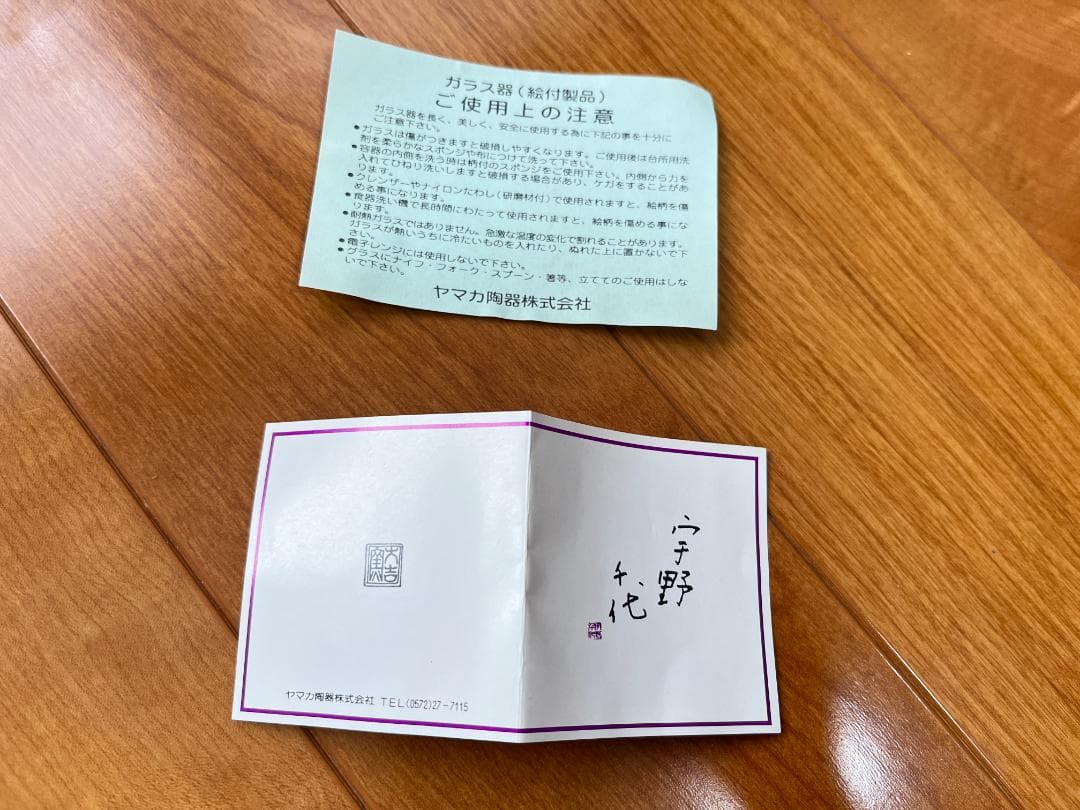 ガラス器（絵付製品）
ご使用上の注意
ガラス器を長く、美しく、安全に使用する為に下記の事を十分に
ご注意下さい。
●ガラスは傷がつきますと破損しやすくなります。ご使用後は台所用洗
剤を柔らかなスポンジや布につけて洗って下さい。
●容器の内側を洗う時は柄付のスポンジをご使用下さい。内側から力を
入れてひねり洗いしますと破損する場合があり、ケガをすることがあ
ります。
●クレンザーやナイロンたわし（研磨材付）で使用されますと、絵柄を傷
める事になります。
●食器洗い機で長時間にわたって使用されますと、絵柄を傷める事にな
ります。
●耐熱ガラスではありません。急激な温度の変化で割れることがあります。
ガラスが熱いうちに冷たいものを入れたり、ぬれた上に置かないで下
さい。
●電子レンジには使用しないで下さい。
●グラスにナイフ・フォーク・スプーン・箸等、立ててのご使用はしな
いで下さい。
ヤマカ陶器株式会社
宇野
千代
大吉
ヤマカ陶器株式会社 TEL(0572)27-7115